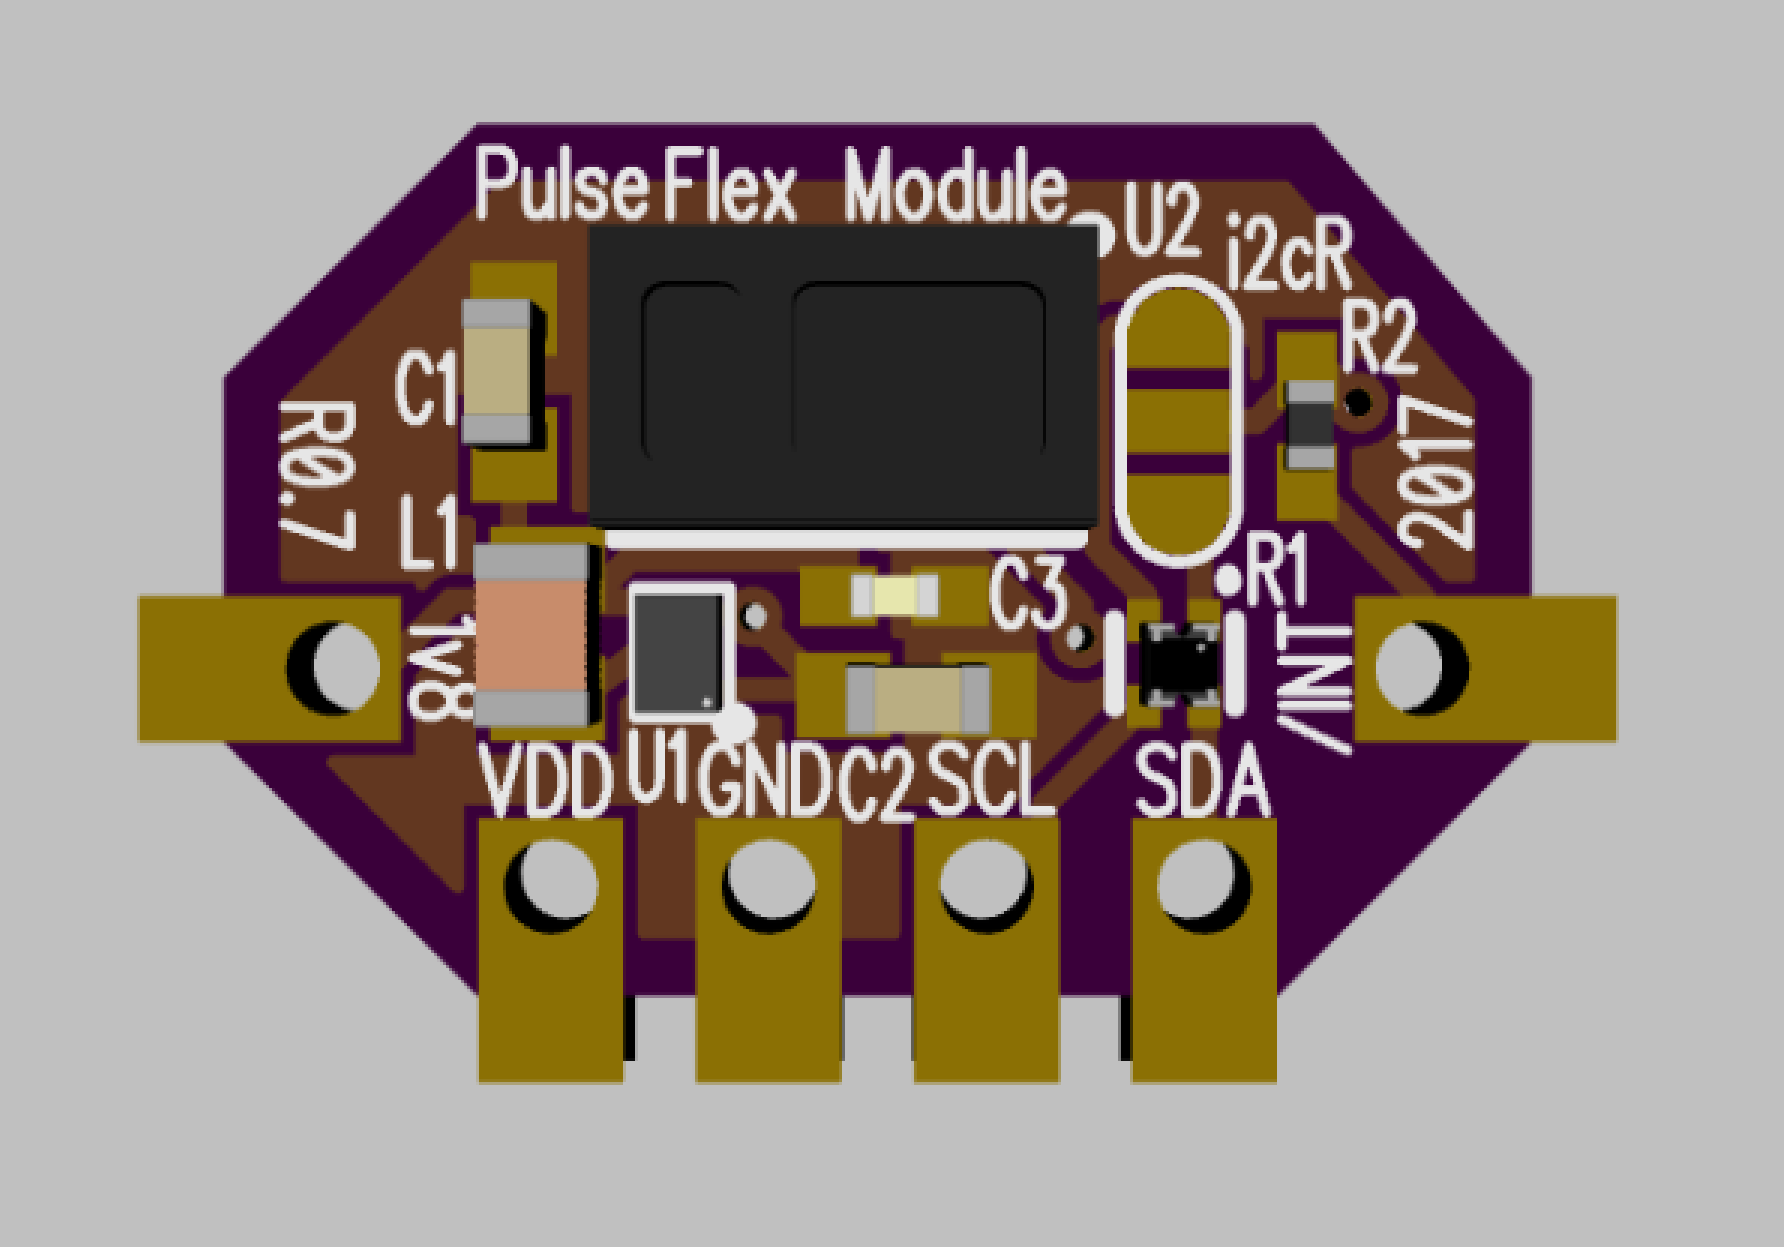 Pulse Flex Module
U2
i2cR
R2
C1
R0.7
2017
L1
C3
R1
1v8
/INT
VDD
U1
GND
C2
SCL
SDA